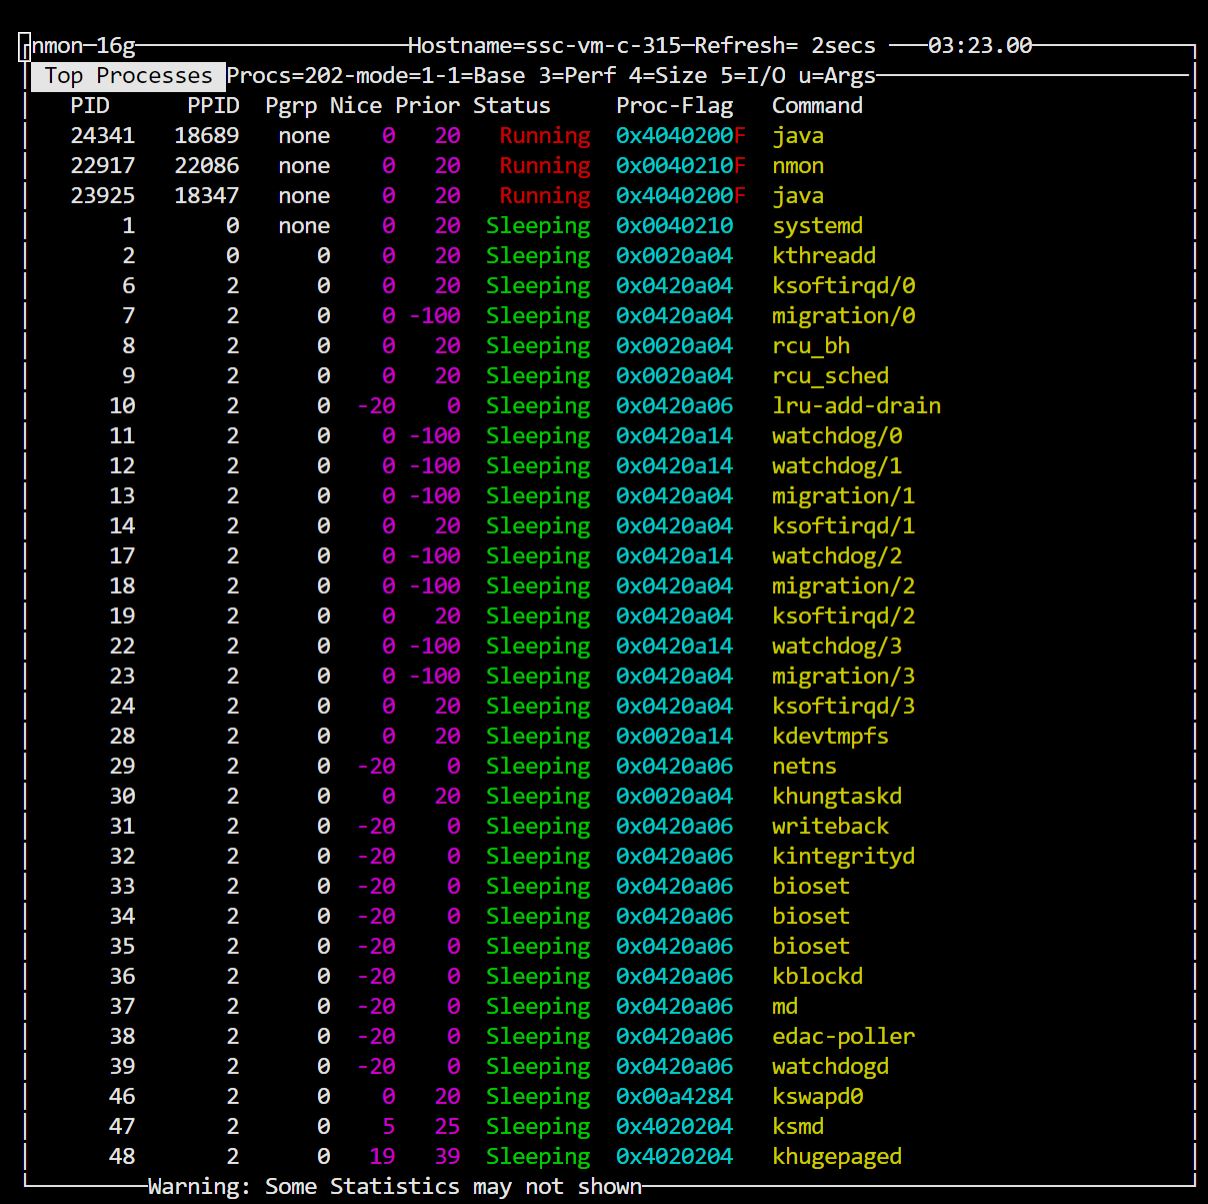 nmon─16g─Hostname=ssc-vm-c-315─Refresh= 2secs ───03:23.00─
Top Processes Procs=202-mode=1-1=Base 3=Perf 4=Size 5=I/O u=Args
PID PPID Pgrp Nice Prior Status Proc-Flag Command
24341 18689 none 0 20 Running 0x4040200F java
22917 22086 none 0 20 Running 0x0040210F nmon
23925 18347 none 0 20 Running 0x4040200F java
1 0 none 0 20 Sleeping 0x0040210 systemd
2 0 0 0 20 Sleeping 0x0020a04 kthreadd
6 2 0 0 20 Sleeping 0x0420a04 ksoftirqd/0
7 2 0 0 -100 Sleeping 0x0420a04 migration/0
8 2 0 0 20 Sleeping 0x0020a04 rcu_bh
9 2 0 0 20 Sleeping 0x0020a04 rcu_sched
10 2 0 -20 0 Sleeping 0x0420a06 lru-add-drain
11 2 0 0 -100 Sleeping 0x0420a14 watchdog/0
12 2 0 0 -100 Sleeping 0x0420a14 watchdog/1
13 2 0 0 -100 Sleeping 0x0420a04 migration/1
14 2 0 0 20 Sleeping 0x0420a04 ksoftirqd/1
17 2 0 0 -100 Sleeping 0x0420a14 watchdog/2
18 2 0 0 -100 Sleeping 0x0420a04 migration/2
19 2 0 0 20 Sleeping 0x0420a04 ksoftirqd/2
22 2 0 0 -100 Sleeping 0x0420a14 watchdog/3
23 2 0 0 -100 Sleeping 0x0420a04 migration/3
24 2 0 0 20 Sleeping 0x0420a04 ksoftirqd/3
28 2 0 0 20 Sleeping 0x0020a14 kdevtmpfs
29 2 0 -20 0 Sleeping 0x0420a06 netns
30 2 0 0 20 Sleeping 0x0020a04 khungtaskd
31 2 0 -20 0 Sleeping 0x0420a06 writeback
32 2 0 -20 0 Sleeping 0x0420a06 kintegrityd
33 2 0 -20 0 Sleeping 0x0420a06 bioset
34 2 0 -20 0 Sleeping 0x0420a06 bioset
35 2 0 -20 0 Sleeping 0x0420a06 bioset
36 2 0 -20 0 Sleeping 0x0420a06 kblockd
37 2 0 -20 0 Sleeping 0x0420a06 md
38 2 0 -20 0 Sleeping 0x0420a06 edac-poller
39 2 0 -20 0 Sleeping 0x0420a06 watchdogd
46 2 0 0 20 Sleeping 0x00a4284 kswapd0
47 2 0 5 25 Sleeping 0x4020204 ksmd
48 2 0 19 39 Sleeping 0x4020204 khugepaged
Warning: Some Statistics may not shown